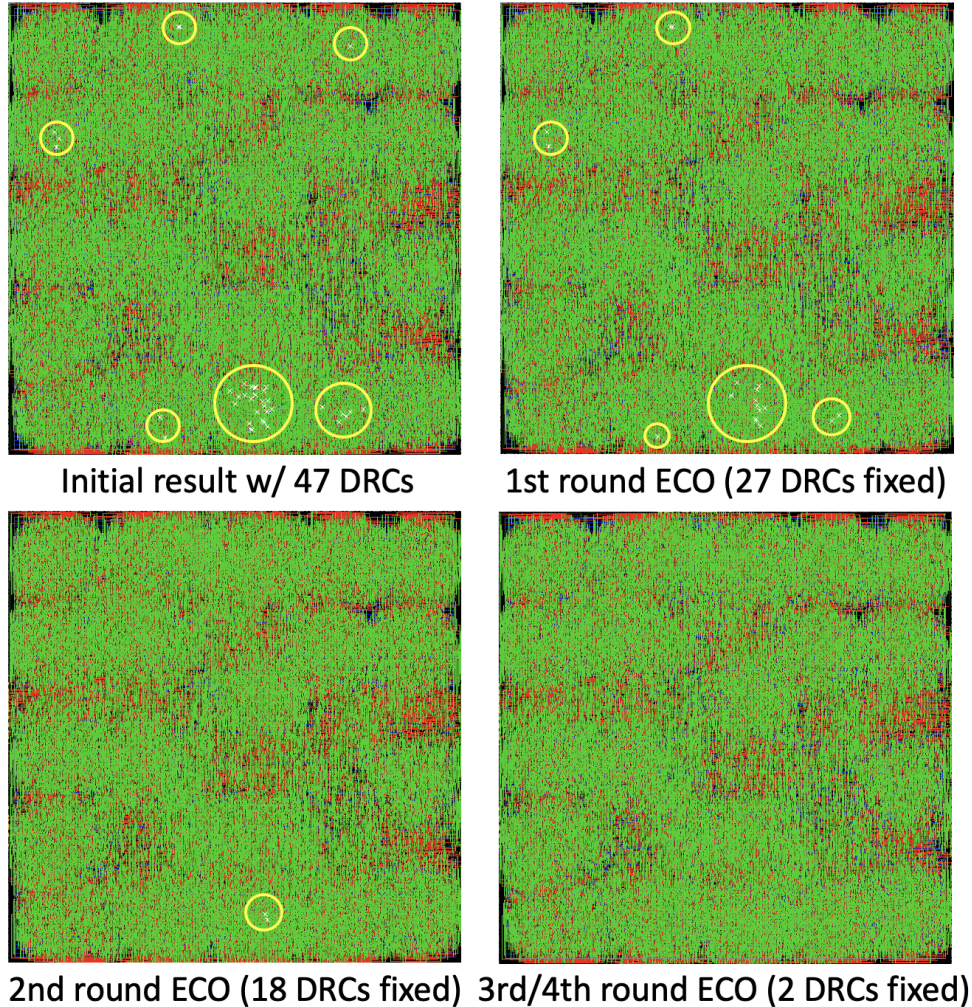 Initial result w/ 47 DRCs
1st round ECO (27 DRCs fixed)
2nd round ECO (18 DRCs fixed)
3rd/4th round ECO (2 DRCs fixed)